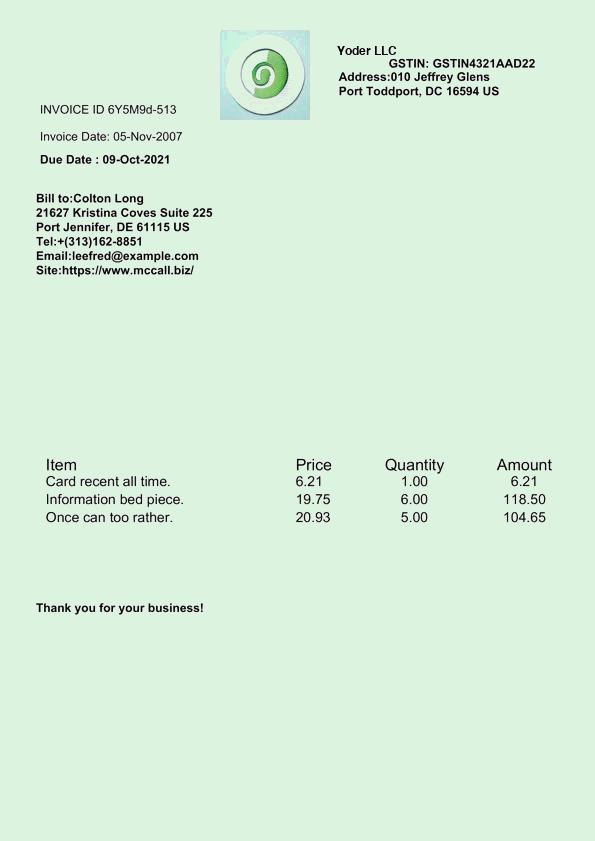 Yoder LLC
GSTIN: GSTIN4321AAD22
Address:010 Jeffrey Glens
Port Toddport, DC 16594 US
INVOICE ID 6Y5M9d-513
Invoice Date: 05-Nov-2007
Due Date : 09-Oct-2021
Bill to:Colton Long
21627 Kristina Coves Suite 225
Port Jennifer, DE 61115 US
Tel:+(313)162-8851
Email:leefred@example.com
Site:https://www.mccall.biz/
Item Price Quantity Amount
Card recent all time. 6.21 1.00 6.21
Information bed piece. 19.75 6.00 118.50
Once can too rather. 20.93 5.00 104.65
Thank you for your business!